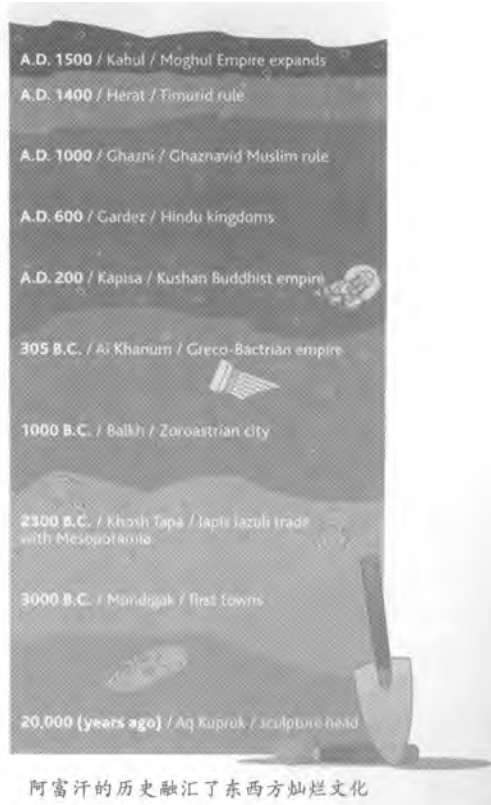 A.D. 1500 / Kabul / Moghul Empire expands
A.D. 1400 / Herat / Timurid rule
A.D. 1000 / Ghazni / Ghaznavid Muslim rule
A.D. 600 / Gardez / Hindu kingdoms
A.D. 200 / Kapisa / Kushan Buddhist empire
305 B.C. / Ai Khanum / Greco-Bactrian empire
1000 B.C. / Balkh / Zoroastrian city
2300 B.C. / Khosh Tapa / lapis lazuli trade
with Mesopotamia
3000 B.C. / Mundigak / first towns
20,000 (years ago) / Aq Kupruk / sculpture head
阿富汗的历史融汇了东西方灿烂文化